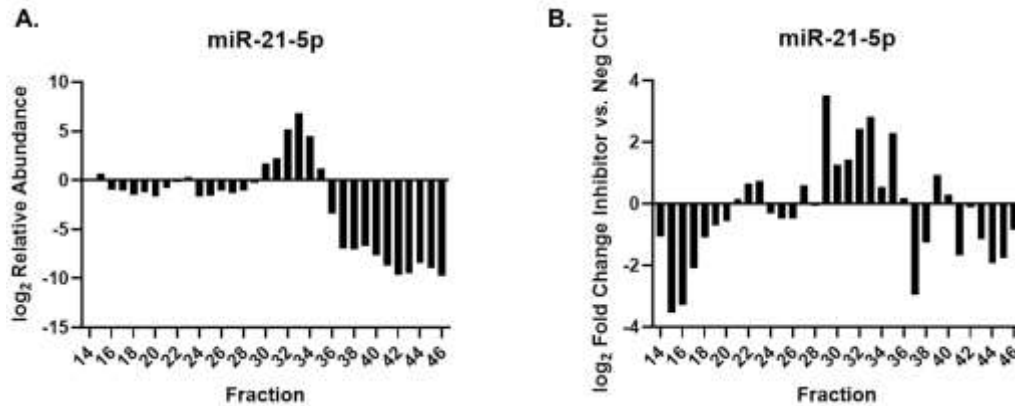 A.
miR-21-5p
log2 Relative Abundance
10
5
0
-5
-10
-15
14 16 18 20 22 24 26 28 30 32 34 36 38 40 42 44 46
Fraction
B.
miR-21-5p
log2 Fold Change Inhibitor vs. Neg Ctrl
4
2
0
-2
-4
14 16 18 20 22 24 26 28 30 32 34 36 38 40 42 44 46
Fraction